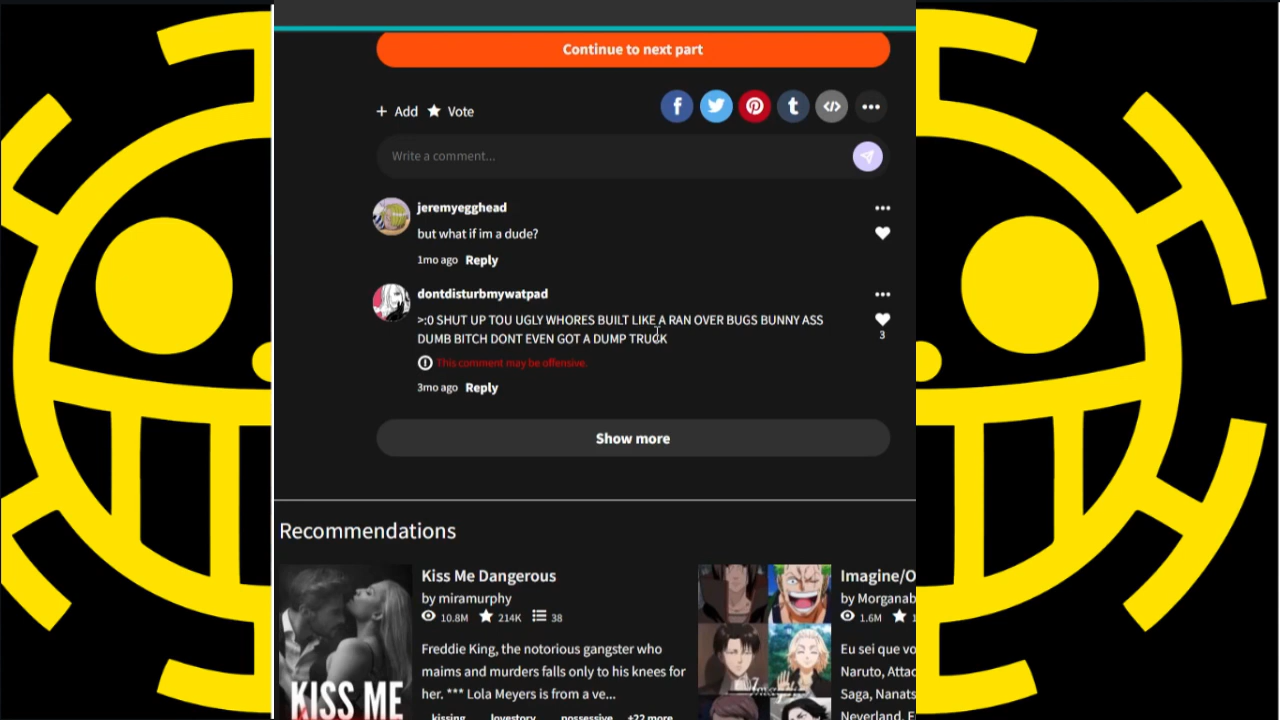 Continue to next part
+ Add ★ Vote
Write a comment...
jeremyegghead
but what if im a dude?
1mo ago Reply
dontdisturbmywatpad
>:0 SHUT UP TOU UGLY WHORES BUILT LIKE A RAN OVER BUGS BUNNY ASS
3
DUMB BITCH DONT EVEN GOT A DUMP TRUCK
This comment may be offensive.
3mo ago Reply
Show more
Recommendations
Kiss Me Dangerous
by miramurphy
10.8M 214K 38
Freddie King, the notorious gangster who
maims and murders falls only to his knees for
her. *** Lola Meyers is from a ve...
kissing lovestory possessive +22 more
KISS ME
Imagine/O
by Morganab
1.6M 1
Eu sei que vo
Naruto, Attac
Saga, Nanats
Neverland, F